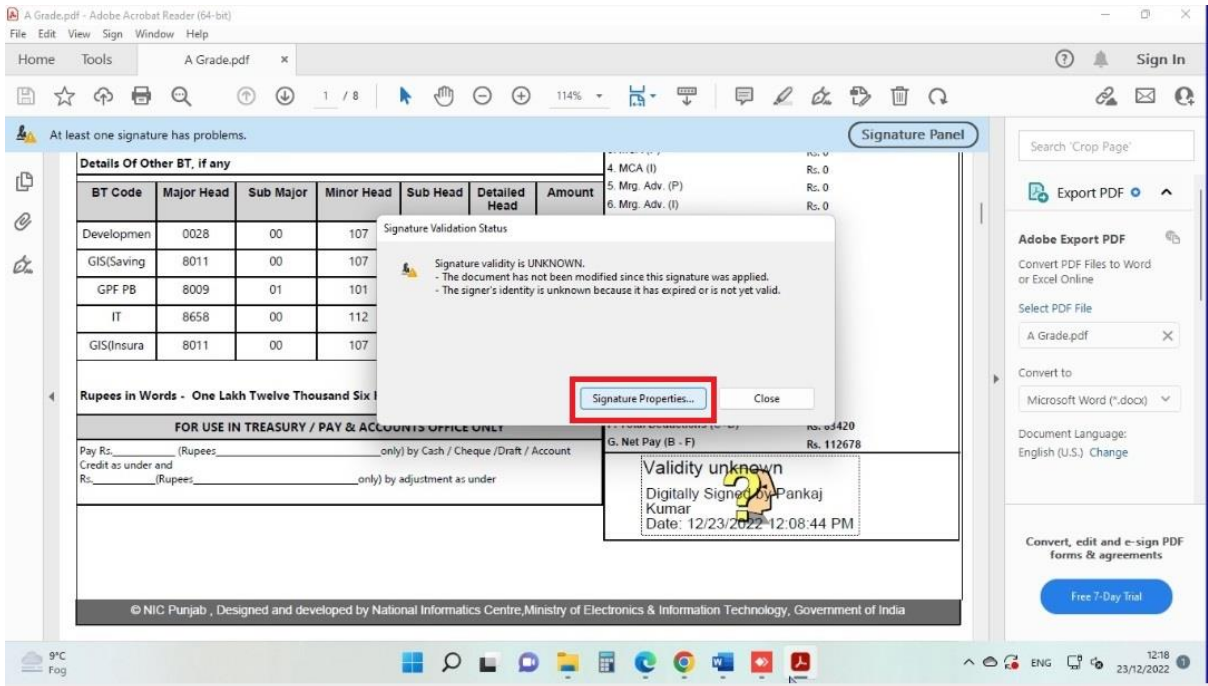 A Grade.pdf - Adobe Acrobat Reader (64-bit)
File Edit View Sign Window Help
Home Tools A Grade.pdf × Sign In
1 / 8 114%
At least one signature has problems. Signature Panel
Search 'Crop Page'
Details Of Other BT, if any
Rs. 0
4. MCA (I) Rs. 0
5. Mrg. Adv. (P) Rs. 0
6. Mrg. Adv. (I) Rs. 0
BT Code Major Head Sub Major Minor Head Sub Head Detailed Head Amount
Developmen 0028 00 107
GIS(Saving 8011 00 107
GPF PB 8009 01 101
IT 8658 00 112
GIS(Insura 8011 00 107
Signature Validation Status
Signature validity is UNKNOWN.
- The document has not been modified since this signature was applied.
- The signer's identity is unknown because it has expired or is not yet valid.
Signature Properties... Close
Rupees in Words - One Lakh Twelve Thousand Six
FOR USE IN TREASURY / PAY & ACCOUNTS OFFICE ONLY
Pay Rs.______(Rupees______only) by Cash / Cheque /Draft / Account
Credit as under and
Rs.______(Rupees______only) by adjustment as under
Rs. 83420
G. Net Pay (B - F) Rs. 112678
Validity unknown
Digitally Signed by Pankaj
Kumar
Date: 12/23/2022 12:08:44 PM
© NIC Punjab , Designed and developed by National Informatics Centre,Ministry of Electronics & Information Technology, Government of India
Export PDF
Adobe Export PDF
Convert PDF Files to Word
or Excel Online
Select PDF File
A Grade.pdf
Convert to
Microsoft Word (*.docx)
Document Language:
English (U.S.) Change
Convert, edit and e-sign PDF
forms & agreements
Free 7-Day Trial
9°C
Fog
ENG
12:18
23/12/2022
1